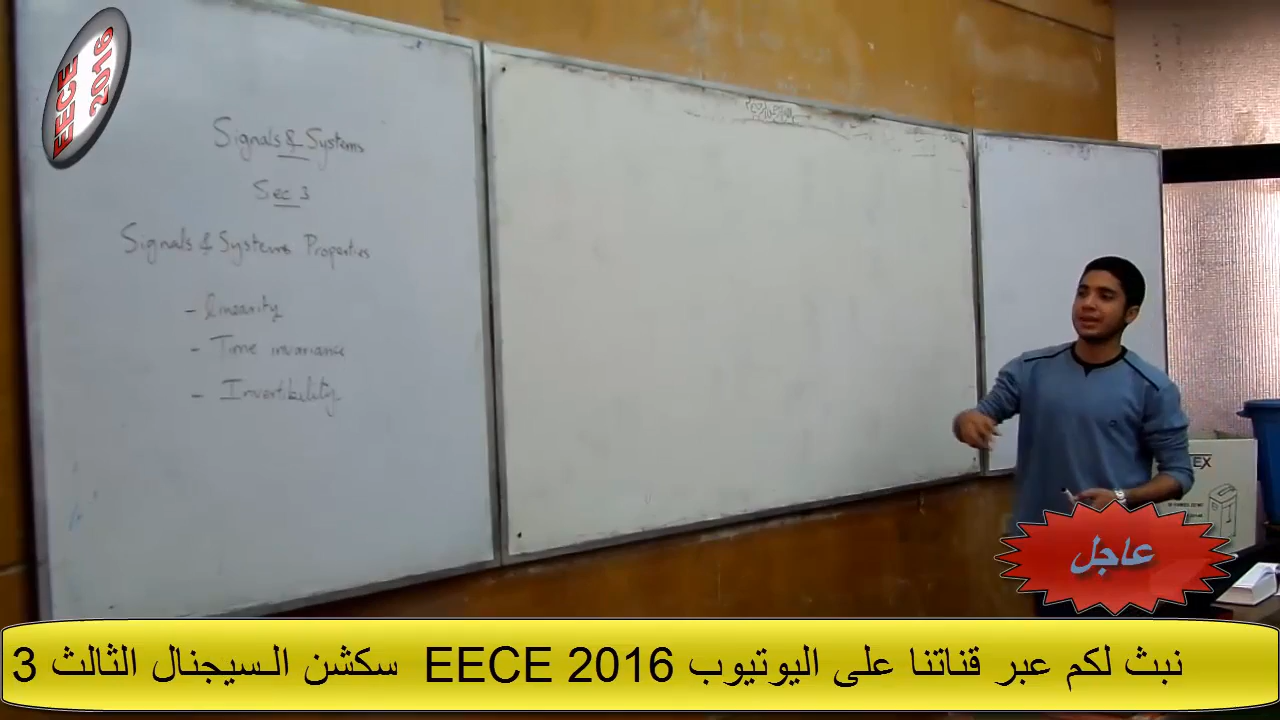 EECE
2016
Signals & Systems
Sec 3
Signals & Systems Properties
- linearity
- Time invariance
- Invertibility
EX
عاجل
نبث لكم عبر قناتنا على اليوتيوب EECE 2016 سكشن السيجنال الثالث 3